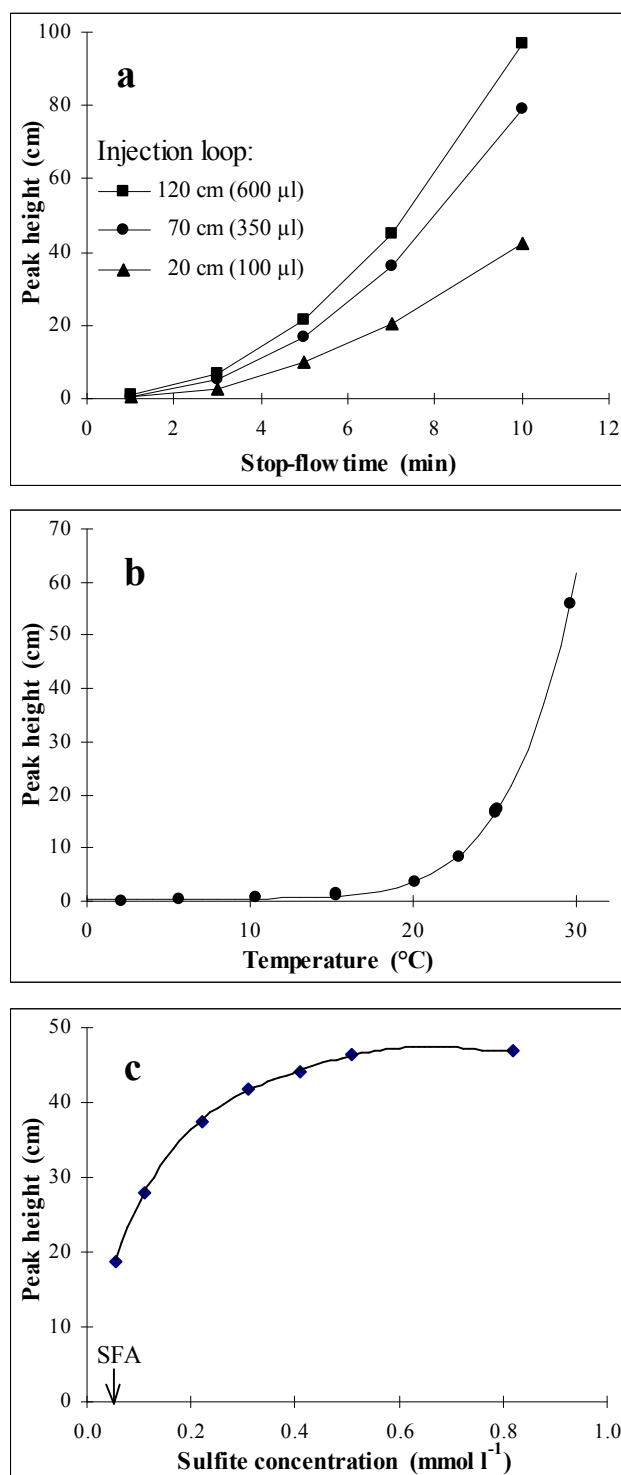 100
a
80
Injection loop:
120 cm (600 µl)
70 cm (350 µl)
20 cm (100 µl)
60
40
20
0
Peak height (cm)
0 2 4 6 8 10 12
Stop-flow time (min)
70
b
60
50
40
30
20
10
0
Peak height (cm)
0 10 20 30
Temperature (°C)
50
c
40
30
20
10
0
Peak height (cm)
SFA
0.0 0.2 0.4 0.6 0.8 1.0
Sulfite concentration (mmol l⁻¹)